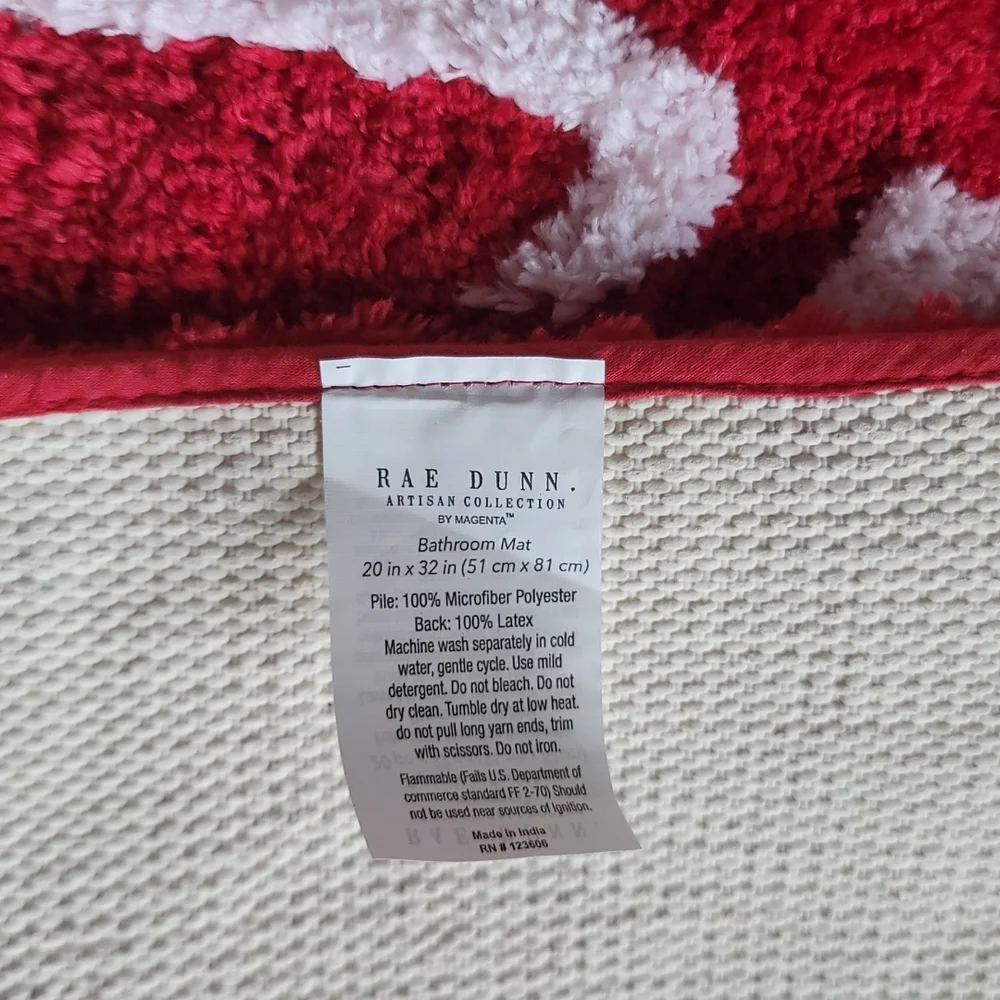 RAE DUNN.
ARTISAN COLLECTION
BY MAGENTA™
Bathroom Mat
20 in x 32 in (51 cm x 81 cm)
Pile: 100% Microfiber Polyester
Back: 100% Latex
Machine wash separately in cold
water, gentle cycle. Use mild
detergent. Do not bleach. Do not
dry clean. Tumble dry at low heat.
do not pull long yarn ends, trim
with scissors. Do not iron.
Flammable (Fails U.S. Department of
commerce standard FF 2-70) Should
not be used near sources of Ignition.
Made in India
RN # 123606